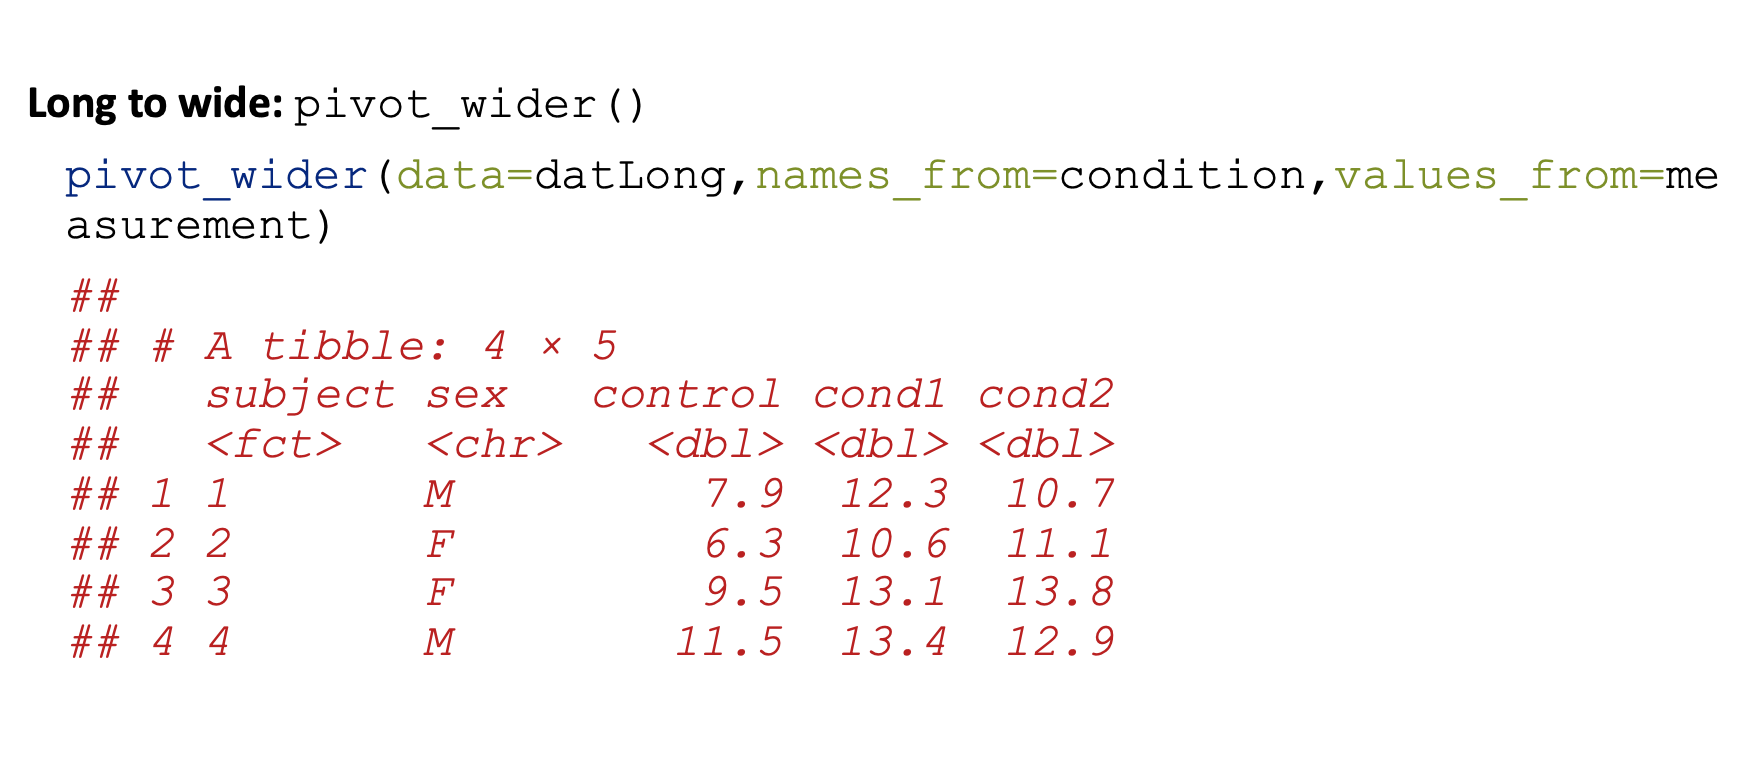 Long to wide: pivot_wider()
pivot_wider(data=datLong,names_from=condition,values_from=me
asurement)
##
## # A tibble: 4 × 5
##   subject sex   control cond1 cond2
##   <fct>   <chr>   <dbl> <dbl> <dbl>
## 1 1       M         7.9  12.3  10.7
## 2 2       F         6.3  10.6  11.1
## 3 3       F         9.5  13.1  13.8
## 4 4       M        11.5  13.4  12.9